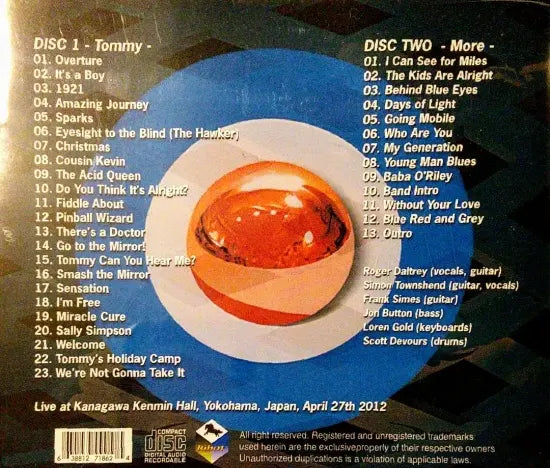 DISC 1 - Tommy -
01. Overture
02. It's a Boy
03. 1921
04. Amazing Journey
05. Sparks
06. Eyesight to the Blind (The Hawker)
07. Christmas
08. Cousin Kevin
09. The Acid Queen
10. Do You Think It's Alright?
11. Fiddle About
12. Pinball Wizard
13. There's a Doctor
14. Go to the Mirror!
15. Tommy Can You Hear Me?
16. Smash the Mirror
17. Sensation
18. I'm Free
19. Miracle Cure
20. Sally Simpson
21. Welcome
22. Tommy's Holiday Camp
23. We're Not Gonna Take It
DISC TWO - More -
01. I Can See for Miles
02. The Kids Are Alright
03. Behind Blue Eyes
04. Days of Light
05. Going Mobile
06. Who Are You
07. My Generation
08. Young Man Blues
09. Baba O'Riley
10. Band Intro
11. Without Your Love
12. Blue Red and Grey
13. Outro
Roger Daltrey (vocals, guitar)
Simon Townshend (guitar, vocals)
Frank Simes (guitar)
Jon Button (bass)
Loren Gold (keyboards)
Scott Devours (drums)
Live at Kanagawa Kenmin Hall, Yokohama, Japan, April 27th 2012
6 38812 71862 4
COMPACT
disc
DIGITAL AUDIO
RECORDABLE
All right reserved. Registered and unregistered trademarks
used herein are the exclusiveproperty of their respective owners
Unauthorized duplications is a violation of applicable laws.